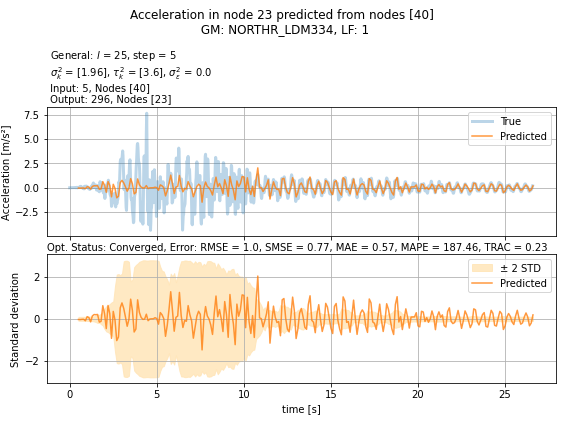 Acceleration in node 23 predicted from nodes [40]
GM: NORTHR_LDM334, LF: 1
General: l = 25, step = 5
σ²ₖ = [1.96], τ²ₖ = [3.6], σ²ε = 0.0
Input: 5, Nodes [40]
Output: 296, Nodes [23]
7.5
5.0
2.5
0.0
−2.5
Acceleration [m/s²]
True
Predicted
Opt. Status: Converged, Error: RMSE = 1.0, SMSE = 0.77, MAE = 0.57, MAPE = 187.46, TRAC = 0.23
2
0
−2
Standard deviation
± 2 STD
Predicted
0 5 10 15 20 25
time [s]